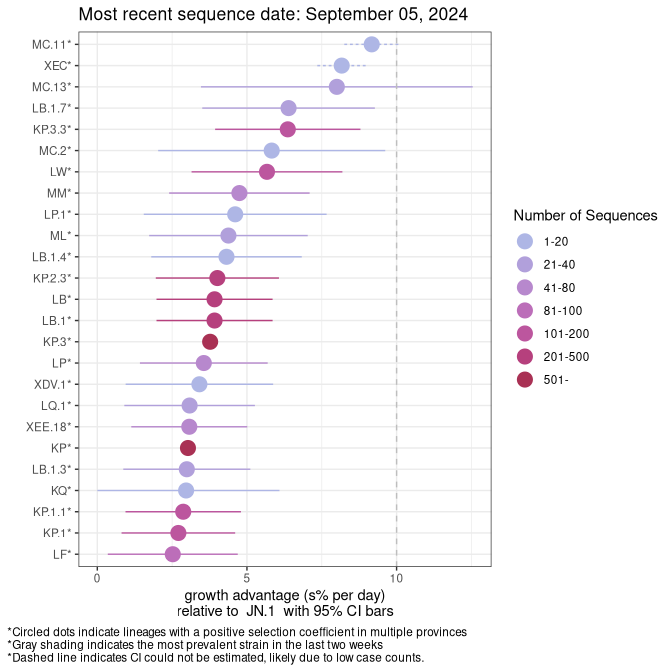 Most recent sequence date: September 05, 2024
MC.11*
XEC*
MC.13*
LB.1.7*
KP.3.3*
MC.2*
LW*
MM*
LP.1*
ML*
LB.1.4*
KP.2.3*
LB*
LB.1*
KP.3*
LP*
XDV.1*
LQ.1*
XEE.18*
KP*
LB.1.3*
KQ*
KP.1.1*
KP.1*
LF*
0 5 10
growth advantage (s% per day)
relative to JN.1 with 95% CI bars
Number of Sequences
1-20
21-40
41-80
81-100
101-200
201-500
501-
*Circled dots indicate lineages with a positive selection coefficient in multiple provinces
*Gray shading indicates the most prevalent strain in the last two weeks
*Dashed line indicates CI could not be estimated, likely due to low case counts.